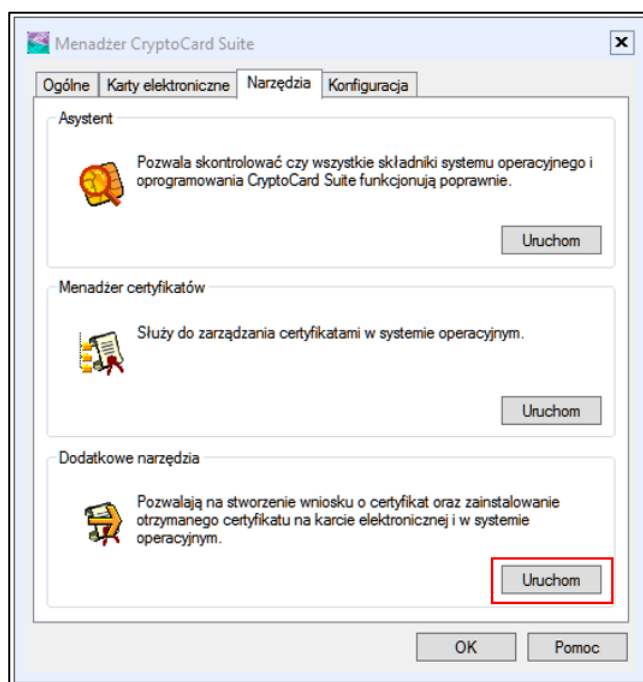 Menadżer CryptoCard Suite
Ogólne Karty elektroniczne Narzędzia Konfiguracja
Asystent
Pozwala skontrolować czy wszystkie składniki systemu operacyjnego i
oprogramowania CryptoCard Suite funkcjonują poprawnie.
Uruchom
Menadżer certyfikatów
Służy do zarządzania certyfikatami w systemie operacyjnym.
Uruchom
Dodatkowe narzędzia
Pozwalają na stworzenie wniosku o certyfikat oraz zainstalowanie
otrzymanego certyfikatu na karcie elektronicznej i w systemie
operacyjnym.
Uruchom
OK Pomoc